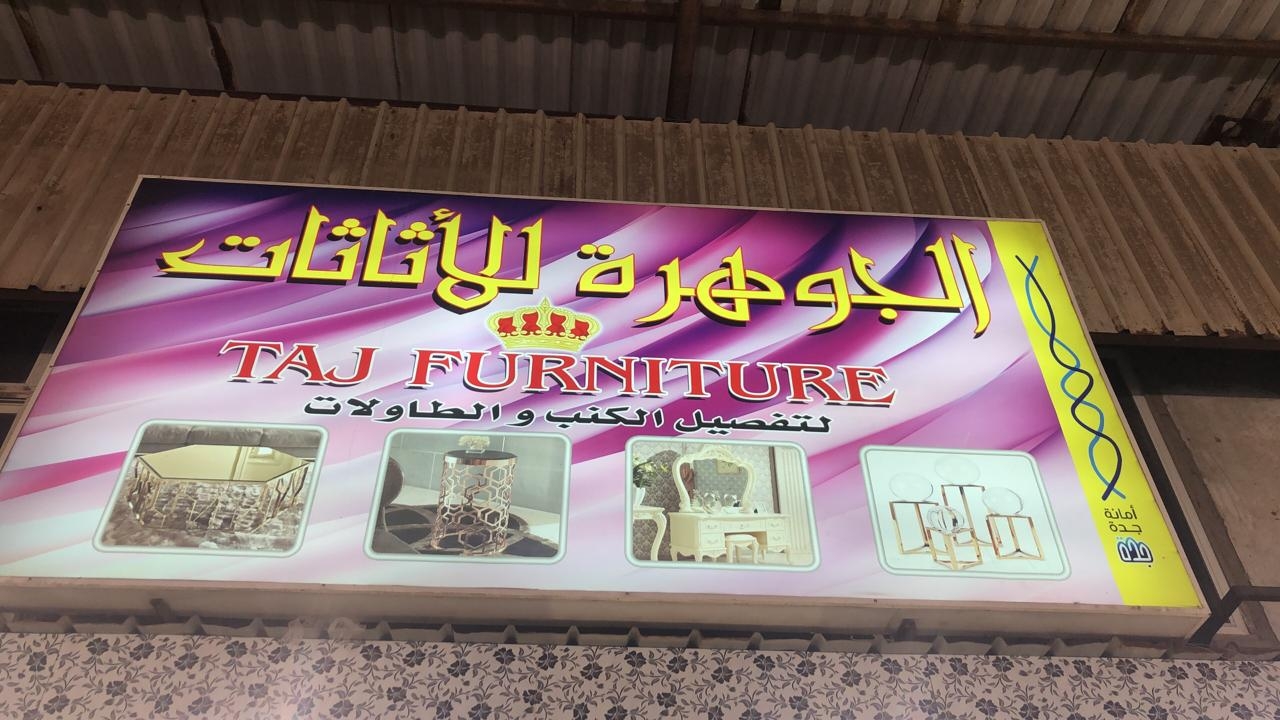 الجوهرة للأثاثات
TAJ FURNITURE
لتفصيل الكنب و الطاولات
أمانة
جدة
جدة